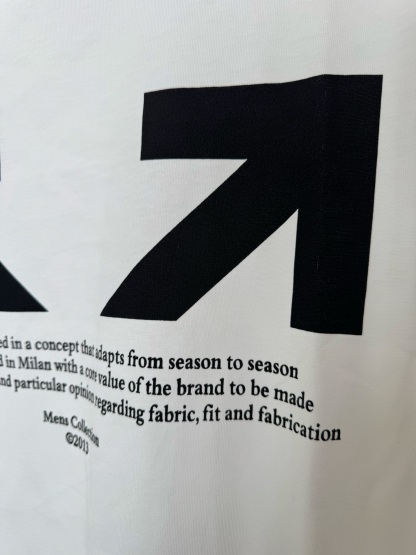 ed in a concept that adapts from season to season
d in Milan with a core value of the brand to be made
nd particular opinion regarding fabric, fit and fabrication
Mens Collection
©2013